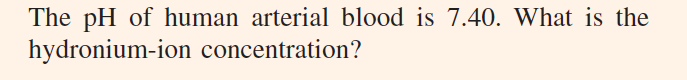 The pH of human arterial blood is 7.40. What is the
hydronium-ion concentration?